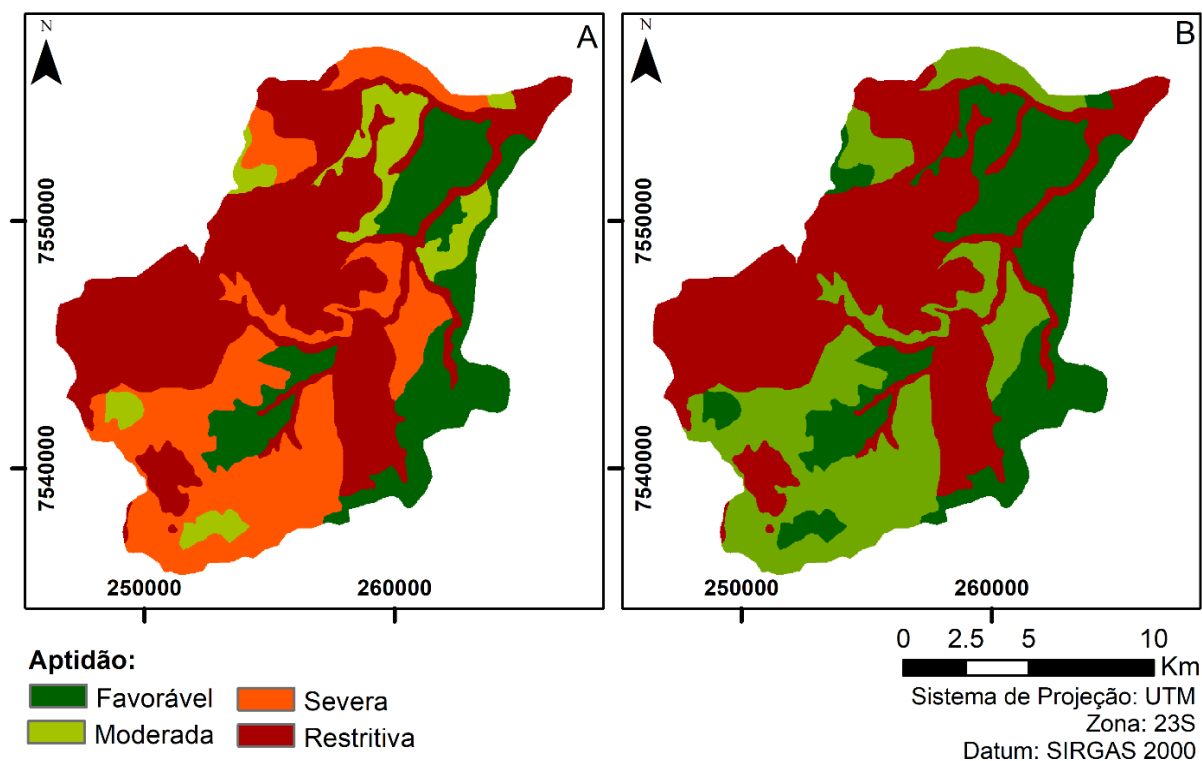 N
A
7550000
7540000
250000
260000
N
B
7550000
7540000
250000
260000
Aptidão:
Favorável
Severa
Moderada
Restritiva
0 2.5 5 10
Km
Sistema de Projeção: UTM
Zona: 23S
Datum: SIRGAS 2000